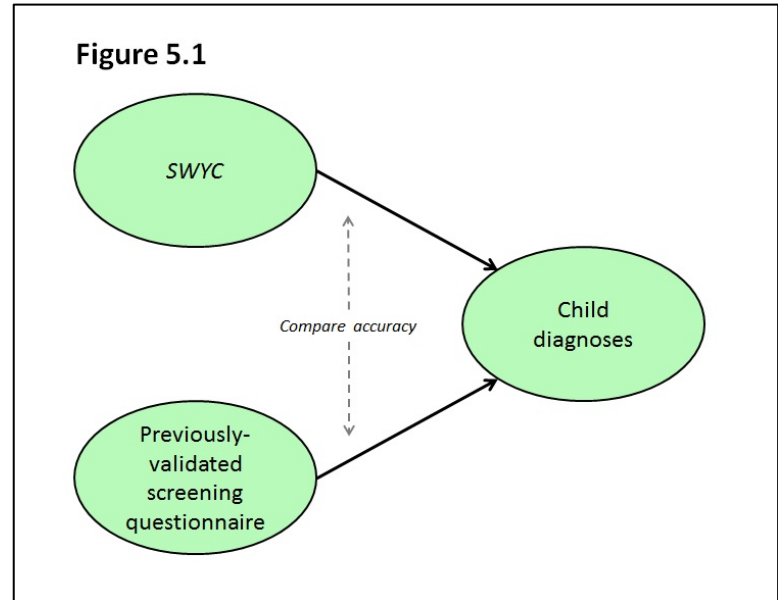 Figure 5.1
SWYC
Compare accuracy
Child
diagnoses
Previously-
validated
screening
questionnaire